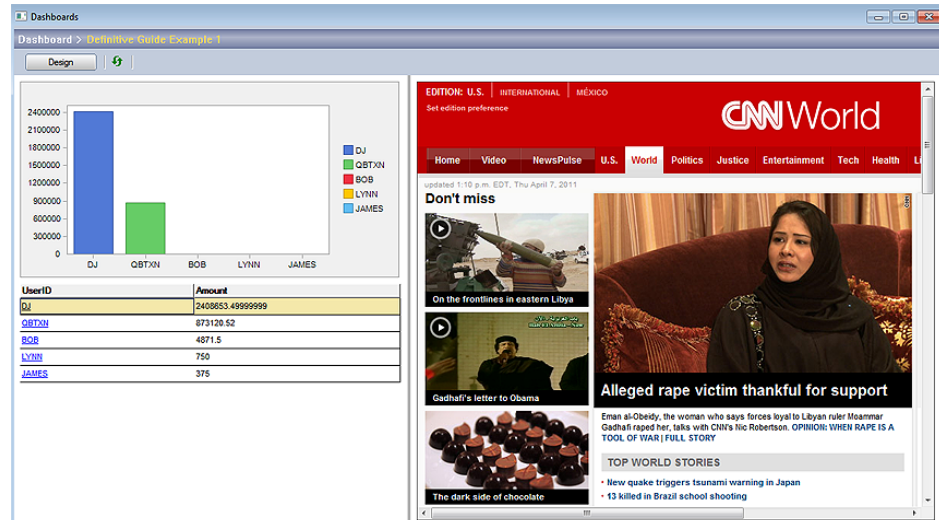 Dashboards
Dashboard > Definitive Guide Example 1
Design
2400000
2100000
1800000
1500000
1200000
900000
600000
300000
0
DJ QBTXN BOB LYNN JAMES
DJ
QBTXN
BOB
LYNN
JAMES
UserID Amount
DJ 2408653.49999999
QBTXN 873120.52
BOB 4871.5
LYNN 750
JAMES 375
EDITION: U.S. INTERNATIONAL MÉXICO
Set edition preference
CNN World
Home Video NewsPulse U.S. World Politics Justice Entertainment Tech Health Li
updated 1:10 p.m. EDT, Thu April 7, 2011
Don't miss
On the frontlines in eastern Libya
Gadhafi's letter to Obama
The dark side of chocolate
CNN
Alleged rape victim thankful for support
Eman al-Obeidy, the woman who says forces loyal to Libyan ruler Moammar
Gadhafi raped her, talks with CNN's Nic Robertson. OPINION: WHEN RAPE IS A
TOOL OF WAR | FULL STORY
TOP WORLD STORIES
• New quake triggers tsunami warning in Japan
• 13 killed in Brazil school shooting